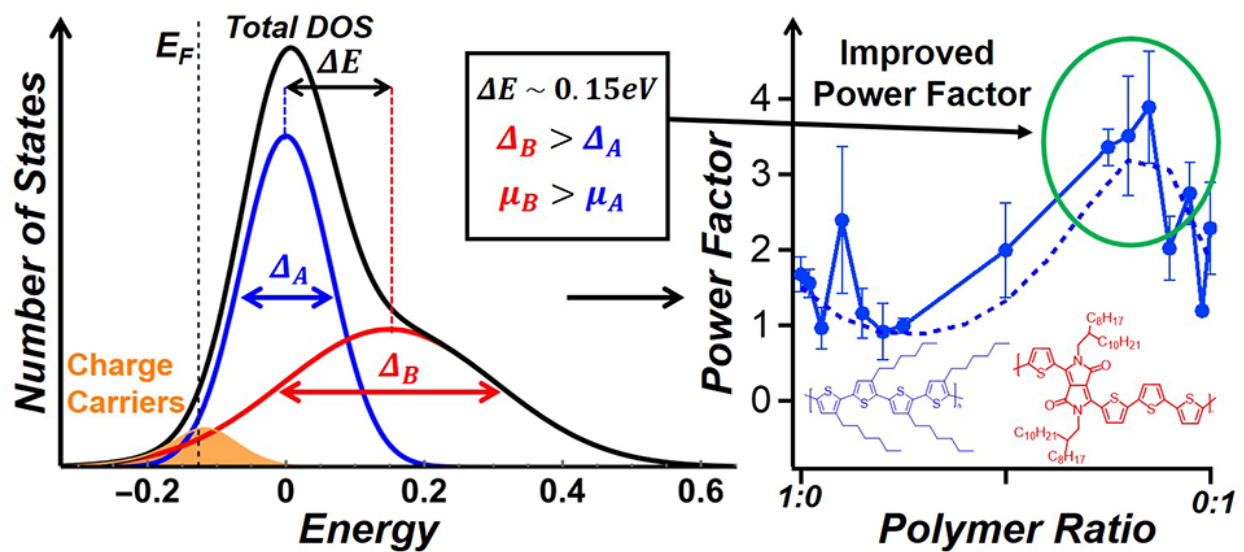 Total DOS
E_F
ΔE
Δ_A
Δ_B
Charge
Carriers
Number of States
−0.2
0
0.2
0.4
0.6
Energy
ΔE ~ 0.15eV
Δ_B > Δ_A
μ_B > μ_A
Improved
Power Factor
Power Factor
4
3
2
1
0
C8H17
C10H21
N
O
S
S
S
S
O
N
C10H21
C8H17
S
S
S
S
n
1:0
0:1
Polymer Ratio